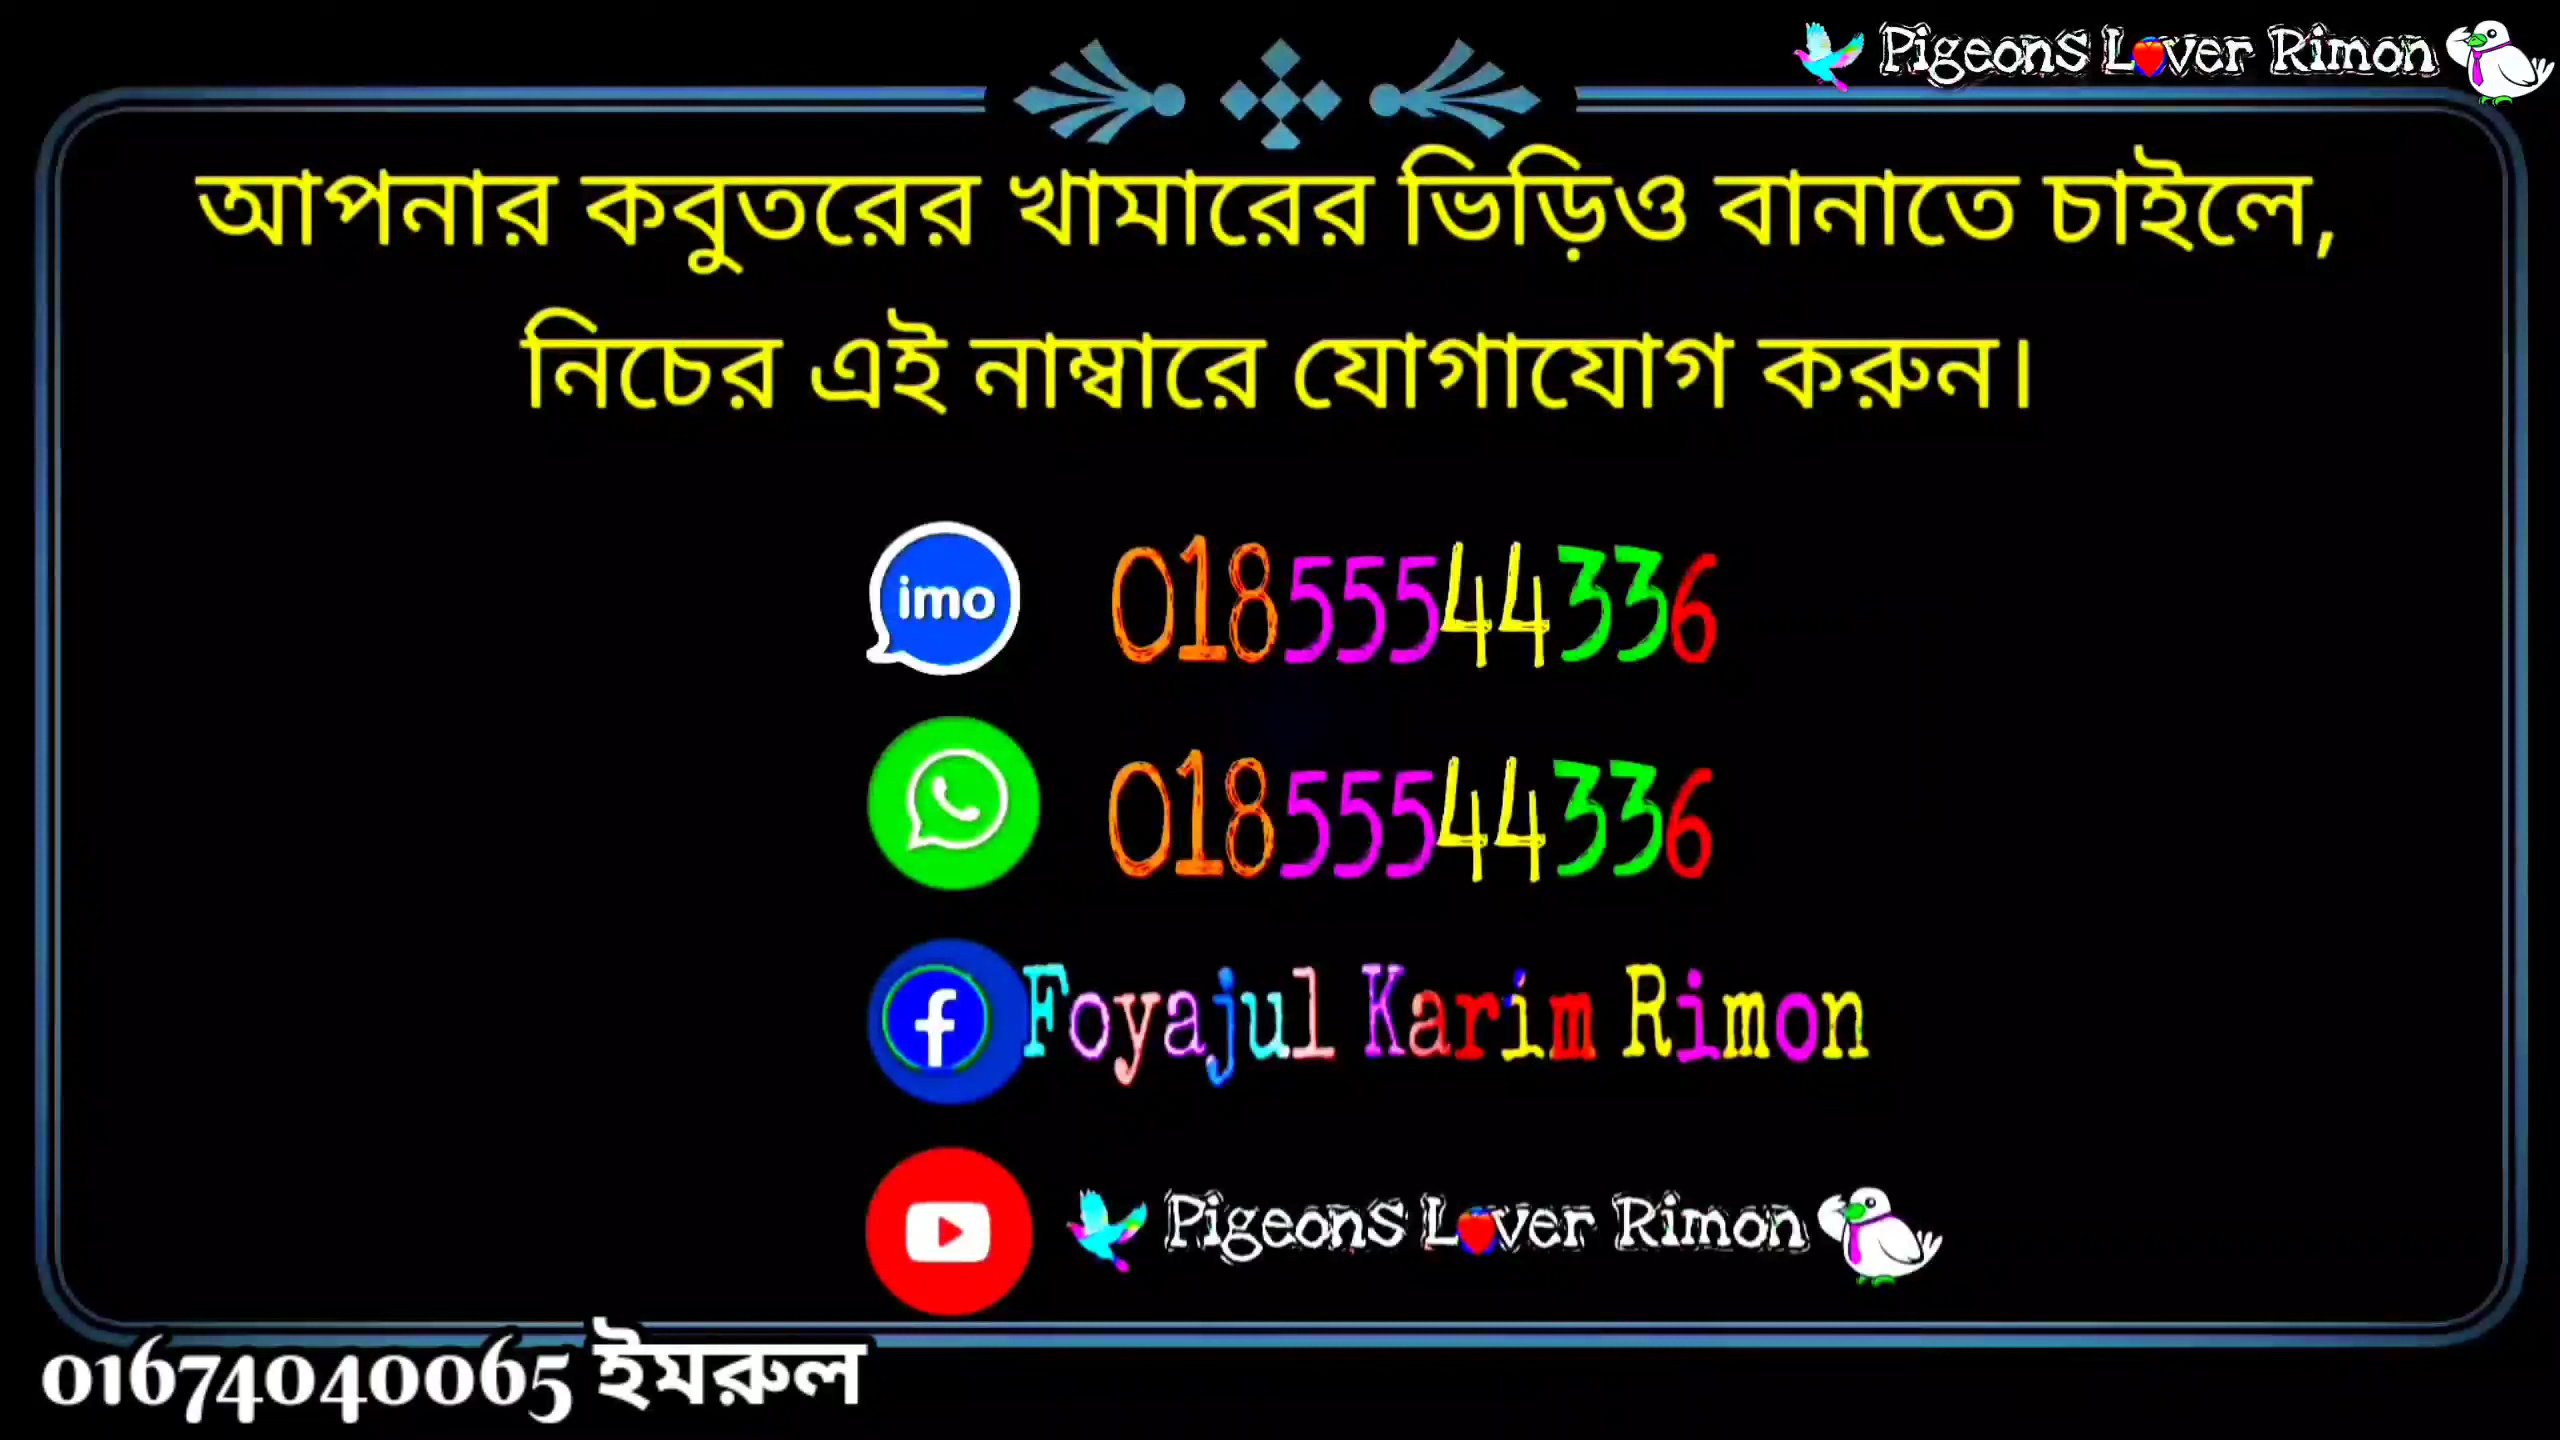 Pigeons Lover Rimon
আপনার কবুতরের খামারের ভিড়িও বানাতে চাইলে,
নিচের এই নাম্বারে যোগাযোগ করুন।
imo 01855544336
01855544336
Foyajul Karim Rimon
Pigeons Lover Rimon
01674040065 ইমরুল